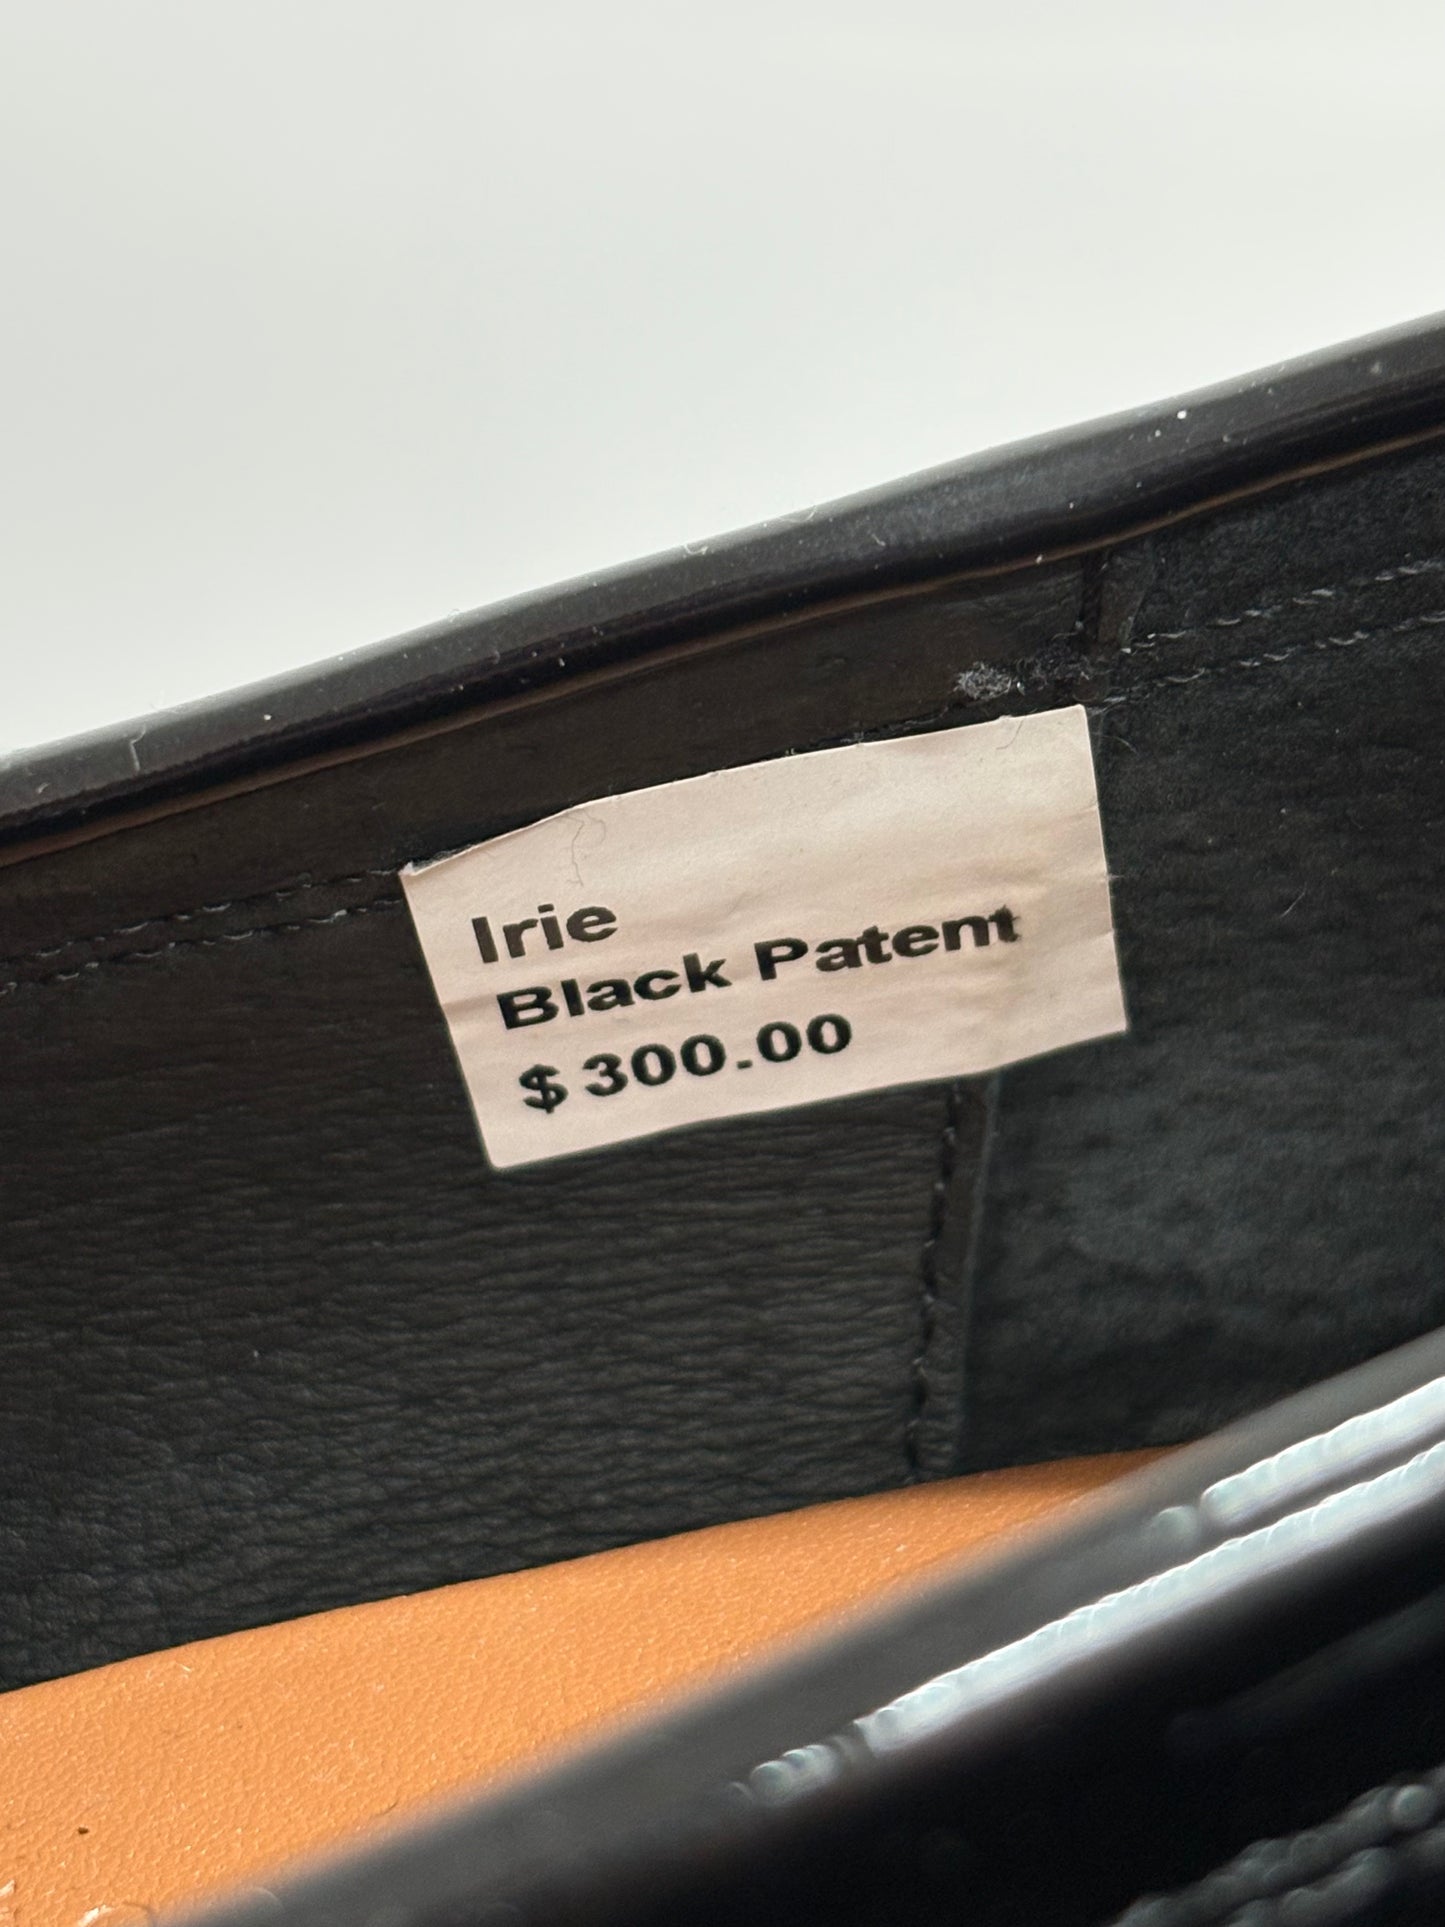 Irie
Black Patent
$300.00